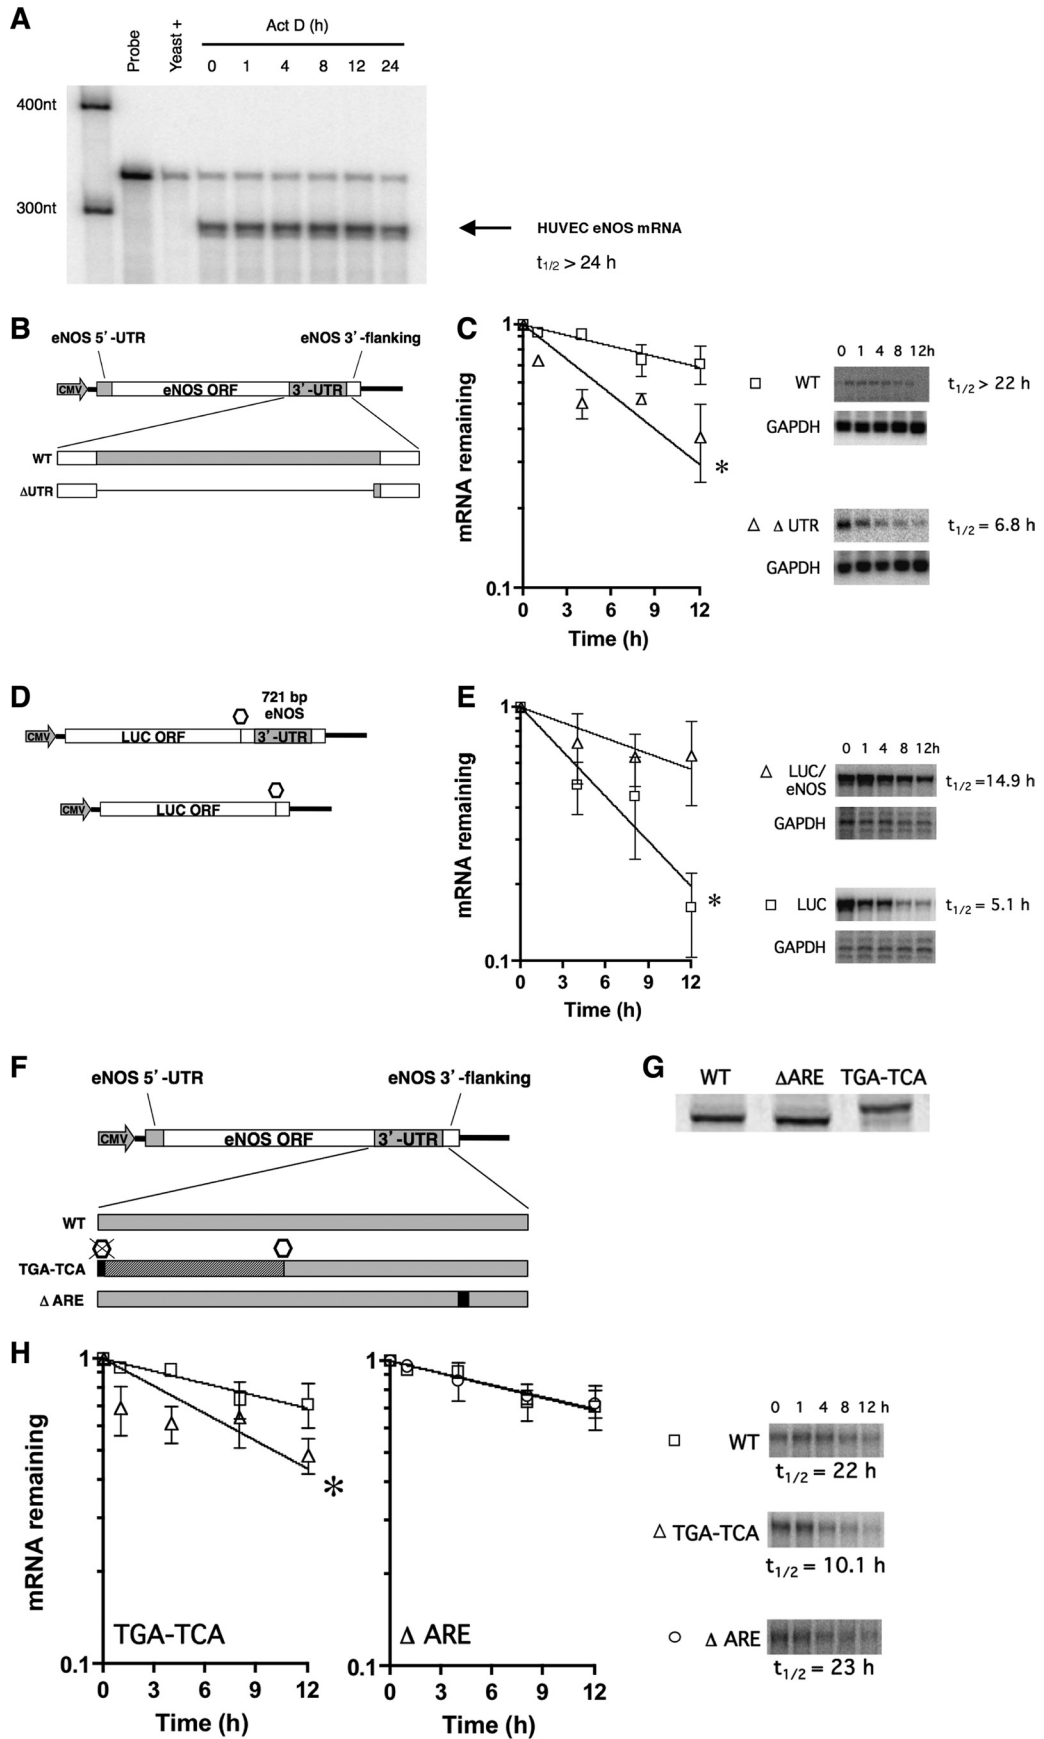 A
Probe
Yeast +
Act D (h)
0 1 4 8 12 24
400nt
300nt
HUVEC eNOS mRNA
t1/2 > 24 h
B
eNOS 5′-UTR
eNOS 3′-flanking
CMV
eNOS ORF
3′-UTR
WT
ΔUTR
C
mRNA remaining
1
0.1
0 3 6 9 12
Time (h)
*
0 1 4 8 12h
WT
t1/2 > 22 h
GAPDH
Δ UTR
t1/2 = 6.8 h
GAPDH
D
721 bp
eNOS
CMV
LUC ORF
3′-UTR
CMV
LUC ORF
E
mRNA remaining
1
0.1
0 3 6 9 12
Time (h)
*
0 1 4 8 12h
LUC/
eNOS
t1/2 =14.9 h
GAPDH
LUC
t1/2 = 5.1 h
GAPDH
F
eNOS 5′-UTR
eNOS 3′-flanking
CMV
eNOS ORF
3′-UTR
WT
TGA-TCA
Δ ARE
G
WT ΔARE TGA-TCA
H
mRNA remaining
1
0.1
TGA-TCA
*
0 3 6 9 12
Time (h)
1
0.1
Δ ARE
0 3 6 9 12
Time (h)
0 1 4 8 12 h
WT
t1/2 = 22 h
TGA-TCA
t1/2 = 10.1 h
Δ ARE
t1/2 = 23 h